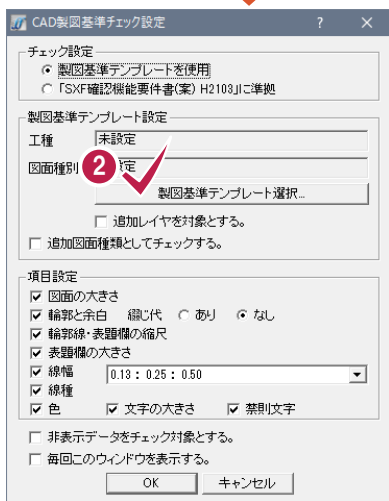 CAD製図基準チェック設定 ? ×
チェック設定
製図基準テンプレートを使用
「SXF確認機能要件書(案) H2103」に準拠
製図基準テンプレート設定
工種 未設定
図面種別 定
2
製図基準テンプレート選択...
追加レイヤを対象とする。
追加図面種類としてチェックする。
項目設定
図面の大きさ
輪郭と余白 綴じ代 あり なし
輪郭線・表題欄の縮尺
表題欄の大きさ
線幅 0.13 : 0.25 : 0.50
線種
色 文字の大きさ 禁則文字
非表示データをチェック対象とする。
毎回このウィンドウを表示する。
OK キャンセル